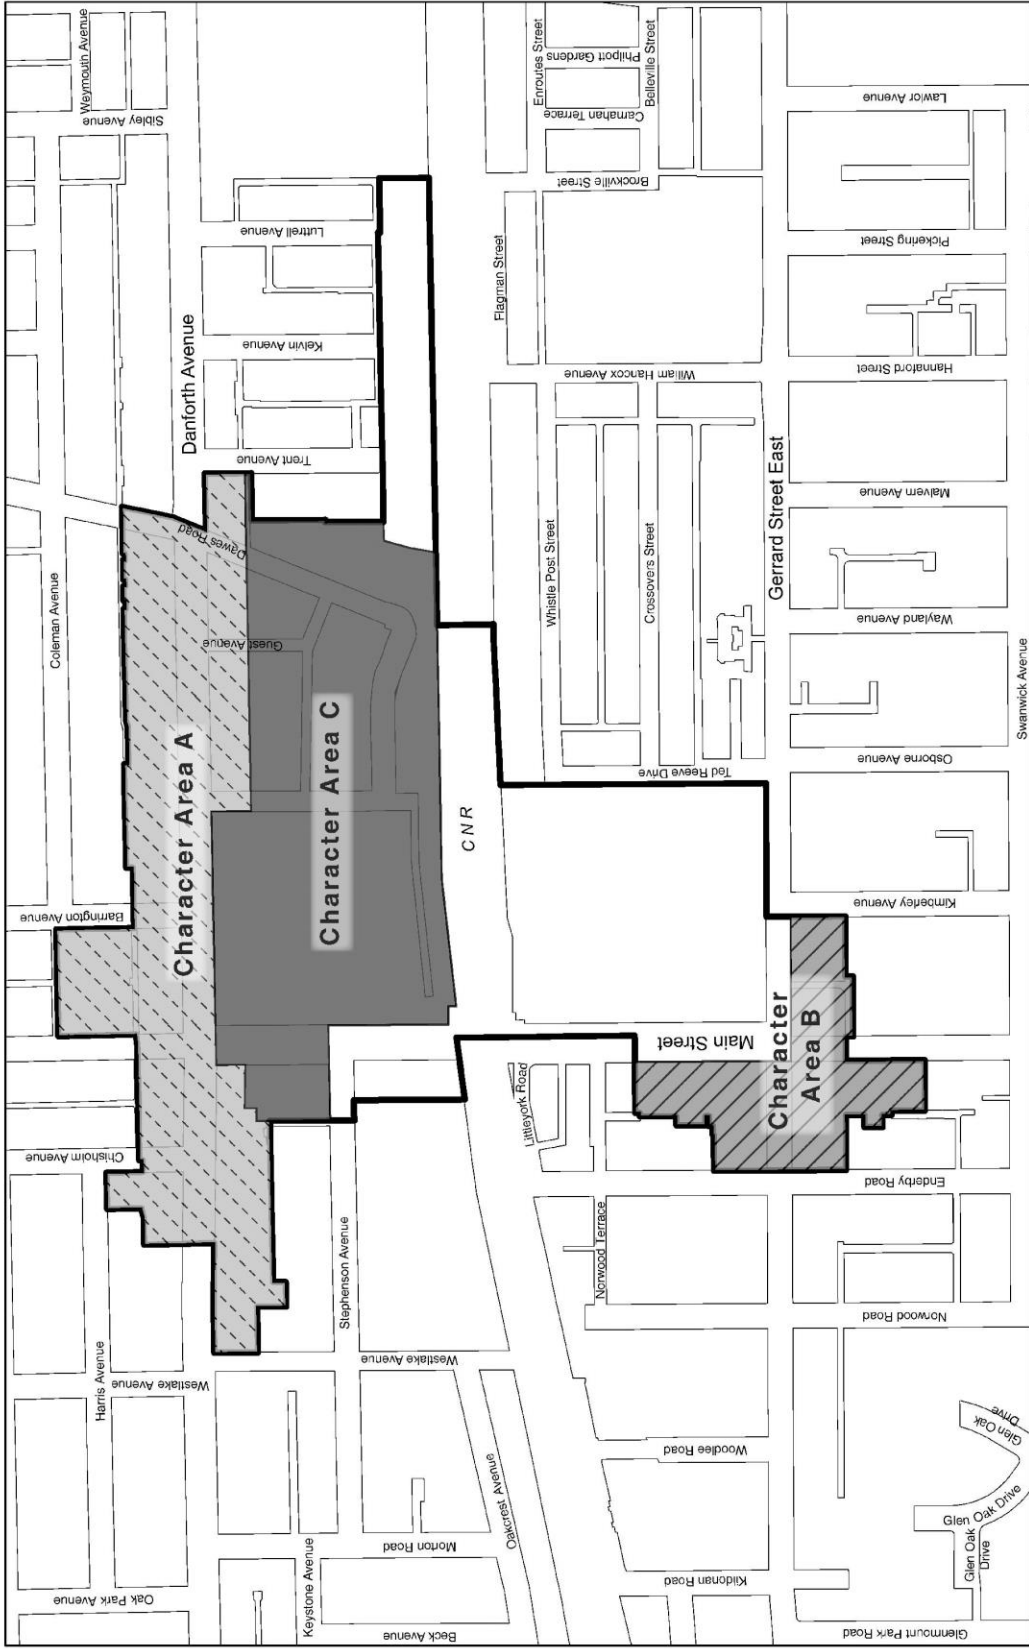 Weymouth Avenue
Sibley Avenue
Coleman Avenue
Barrington Avenue
Chisholm Avenue
Harris Avenue
Westlake Avenue
Oak Park Avenue
Danforth Avenue
Luttrell Avenue
Kelvin Avenue
Trent Avenue
Dawes Road
Guest Avenue
Character Area A
Character Area C
Stephenson Avenue
Westlake Avenue
Keystone Avenue
Morton Road
Beck Avenue
Oakcrest Avenue
CNR
Enroutes Street
Philpott Gardens
Belleville Street
Carnahan Terrace
Brockville Street
Flagman Street
William Hancox Avenue
Whistle Post Street
Crossovers Street
Ted Reeve Drive
Gerrard Street East
Main Street
Character
Area B
Littleyork Road
Norwood Terrace
Enderby Road
Norwood Road
Woodlee Road
Kildonan Road
Lawlor Avenue
Pickering Street
Hannaford Street
Malvern Avenue
Wayland Avenue
Osborne Avenue
Swanwick Avenue
Kimberley Avenue
Glen Oak
Drive
Glen Oak Drive
Glen Oak
Drive
Glenmount Park Road